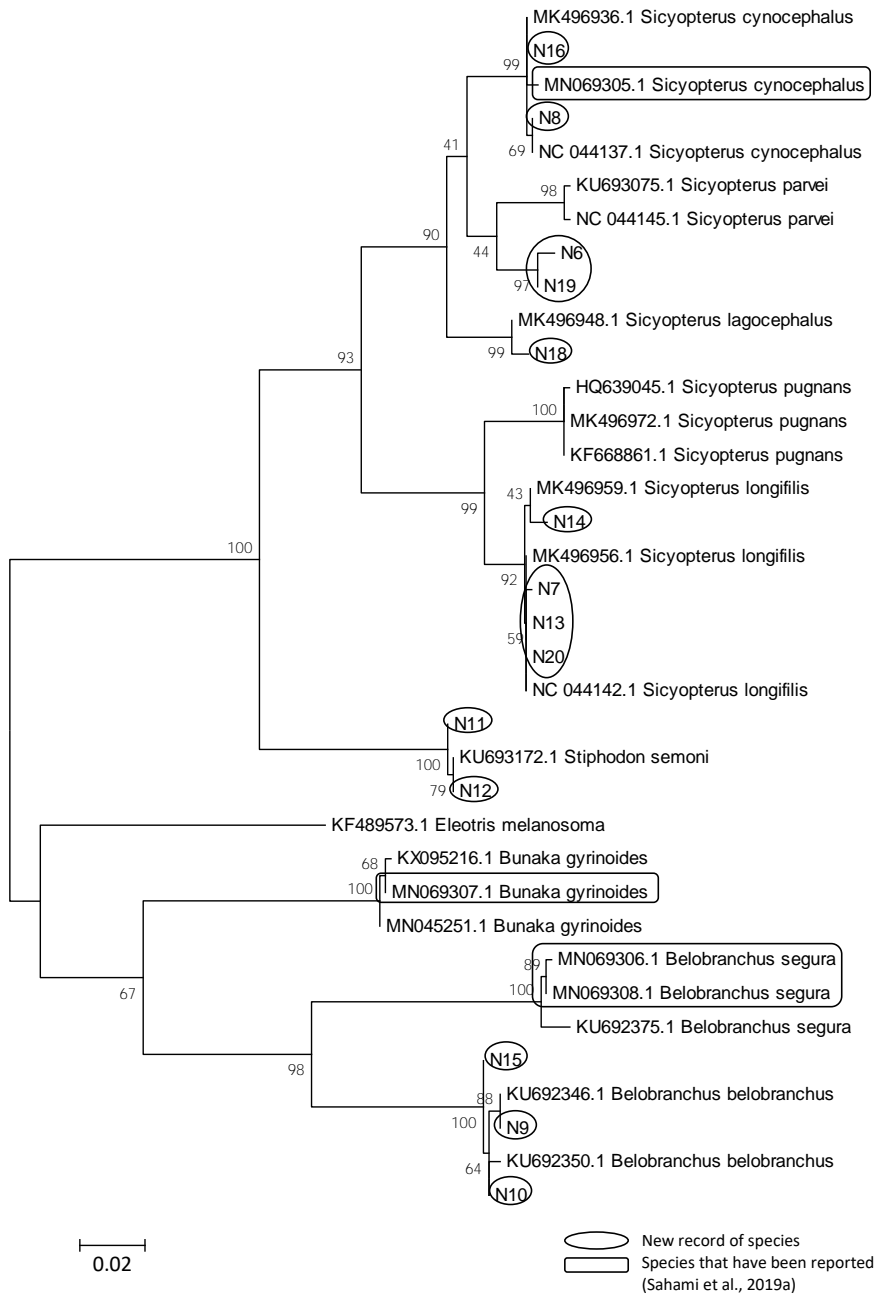 MK496936.1 Sicyopterus cynocephalus
N16
99
MN069305.1 Sicyopterus cynocephalus
N8
69
NC 044137.1 Sicyopterus cynocephalus
41
98
KU693075.1 Sicyopterus parvei
NC 044145.1 Sicyopterus parvei
90
44
N6
97
N19
MK496948.1 Sicyopterus lagocephalus
99
N18
93
HQ639045.1 Sicyopterus pugnans
100
MK496972.1 Sicyopterus pugnans
KF668861.1 Sicyopterus pugnans
43
MK496959.1 Sicyopterus longifilis
99
N14
100
MK496956.1 Sicyopterus longifilis
92
N7
N13
59
N20
NC 044142.1 Sicyopterus longifilis
N11
100
KU693172.1 Stiphodon semoni
79
N12
KF489573.1 Eleotris melanosoma
68
KX095216.1 Bunaka gyrinoides
100
MN069307.1 Bunaka gyrinoides
MN045251.1 Bunaka gyrinoides
89
MN069306.1 Belobranchus segura
67
100
MN069308.1 Belobranchus segura
KU692375.1 Belobranchus segura
98
N15
88
KU692346.1 Belobranchus belobranchus
100
N9
64
KU692350.1 Belobranchus belobranchus
N10
0.02
New record of species
Species that have been reported
(Sahami et al., 2019a)